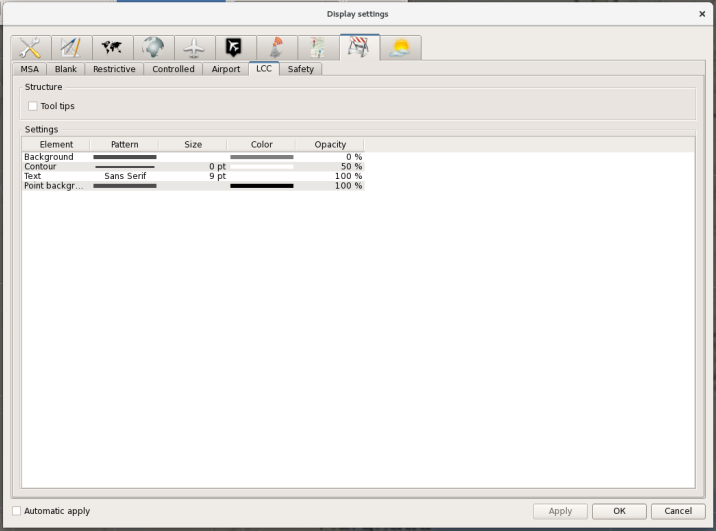 Display settings
MSA Blank Restrictive Controlled Airport LCC Safety
Structure
Tool tips
Settings
Element Pattern Size Color Opacity
Background 0 %
Contour 0 pt 50 %
Text Sans Serif 9 pt 100 %
Point backgr... 100 %
Automatic apply Apply OK Cancel